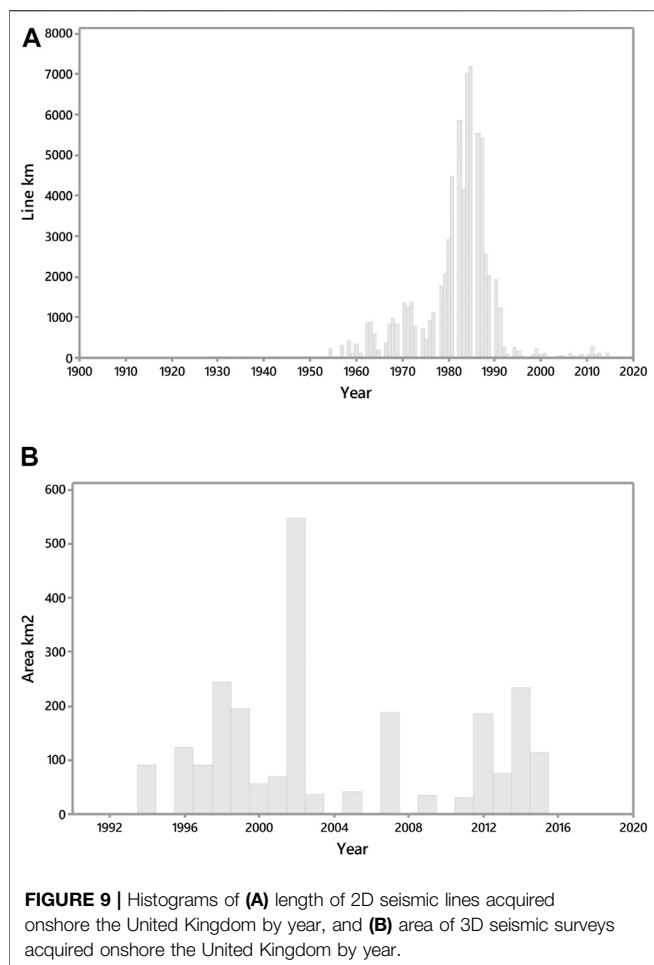 A
8000
7000
6000
5000
4000
3000
2000
1000
0
Line km
1900 1910 1920 1930 1940 1950 1960 1970 1980 1990 2000 2010 2020
Year
B
600
500
400
300
200
100
0
Area km2
1992 1996 2000 2004 2008 2012 2016 2020
Year
FIGURE 9 | Histograms of (A) length of 2D seismic lines acquired
onshore the United Kingdom by year, and (B) area of 3D seismic surveys
acquired onshore the United Kingdom by year.